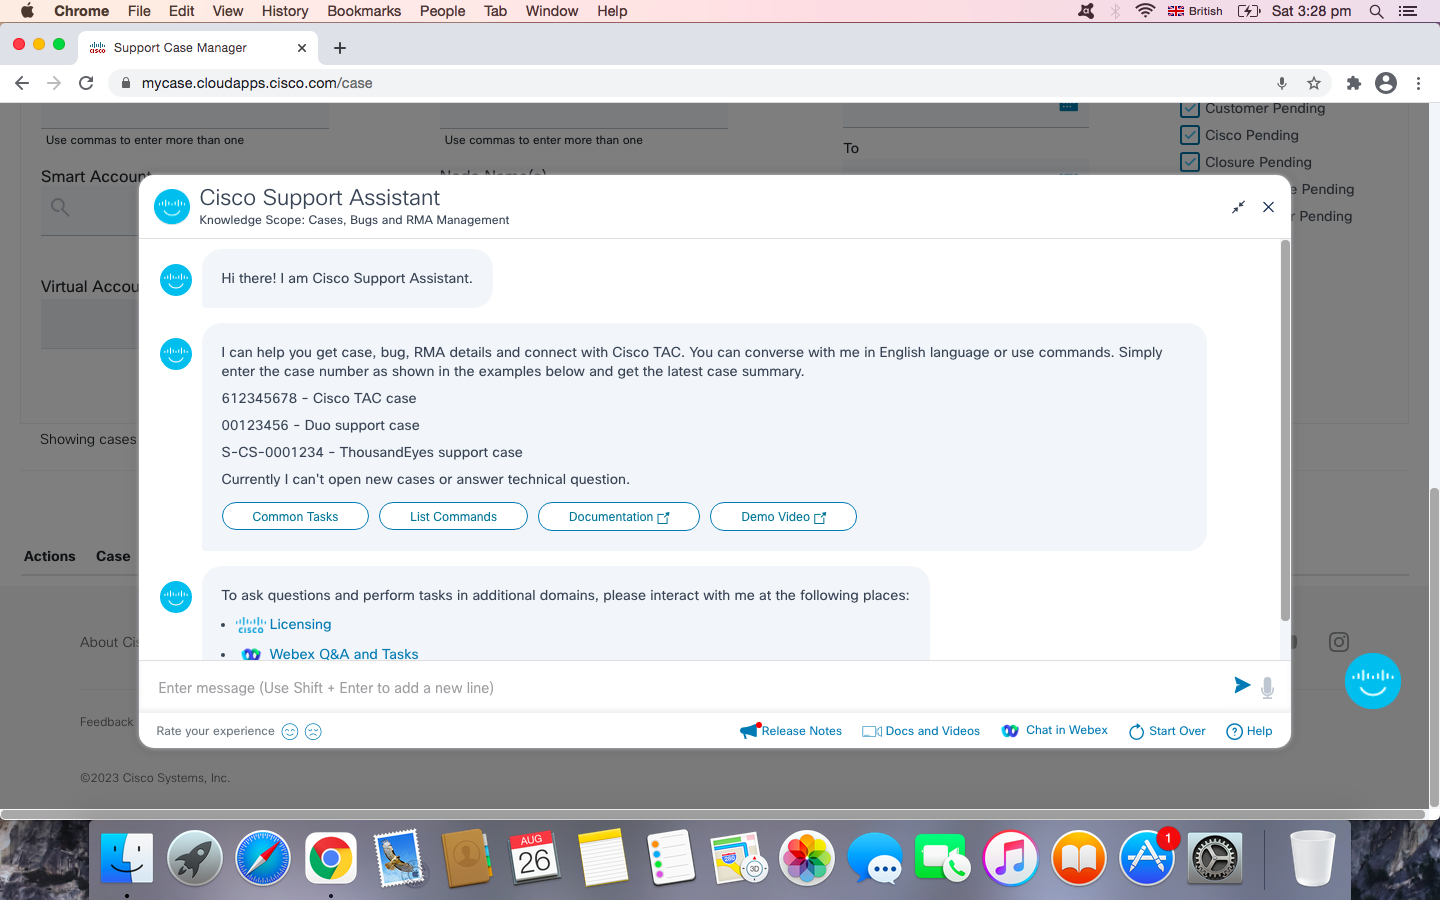 Chrome File Edit View History Bookmarks People Tab Window Help British Sat 3:28 pm
Support Case Manager
mycase.cloudapps.cisco.com/case
Customer Pending
Use commas to enter more than one Use commas to enter more than one
Cisco Pending
To
Closure Pending
Smart Account
e Pending
r Pending
Cisco Support Assistant
Knowledge Scope: Cases, Bugs and RMA Management
Hi there! I am Cisco Support Assistant.
Virtual Accou
I can help you get case, bug, RMA details and connect with Cisco TAC. You can converse with me in English language or use commands. Simply
enter the case number as shown in the examples below and get the latest case summary.
612345678 - Cisco TAC case
00123456 - Duo support case
Showing cases
S-CS-0001234 - ThousandEyes support case
Currently I can't open new cases or answer technical question.
Common Tasks List Commands Documentation Demo Video
Actions Case
To ask questions and perform tasks in additional domains, please interact with me at the following places:
CISCO Licensing
About Cis
Webex Q&A and Tasks
Enter message (Use Shift + Enter to add a new line)
Feedback
Rate your experience Release Notes Docs and Videos Chat in Webex Start Over Help
©2023 Cisco Systems, Inc.
AUG
26
280
3D
1